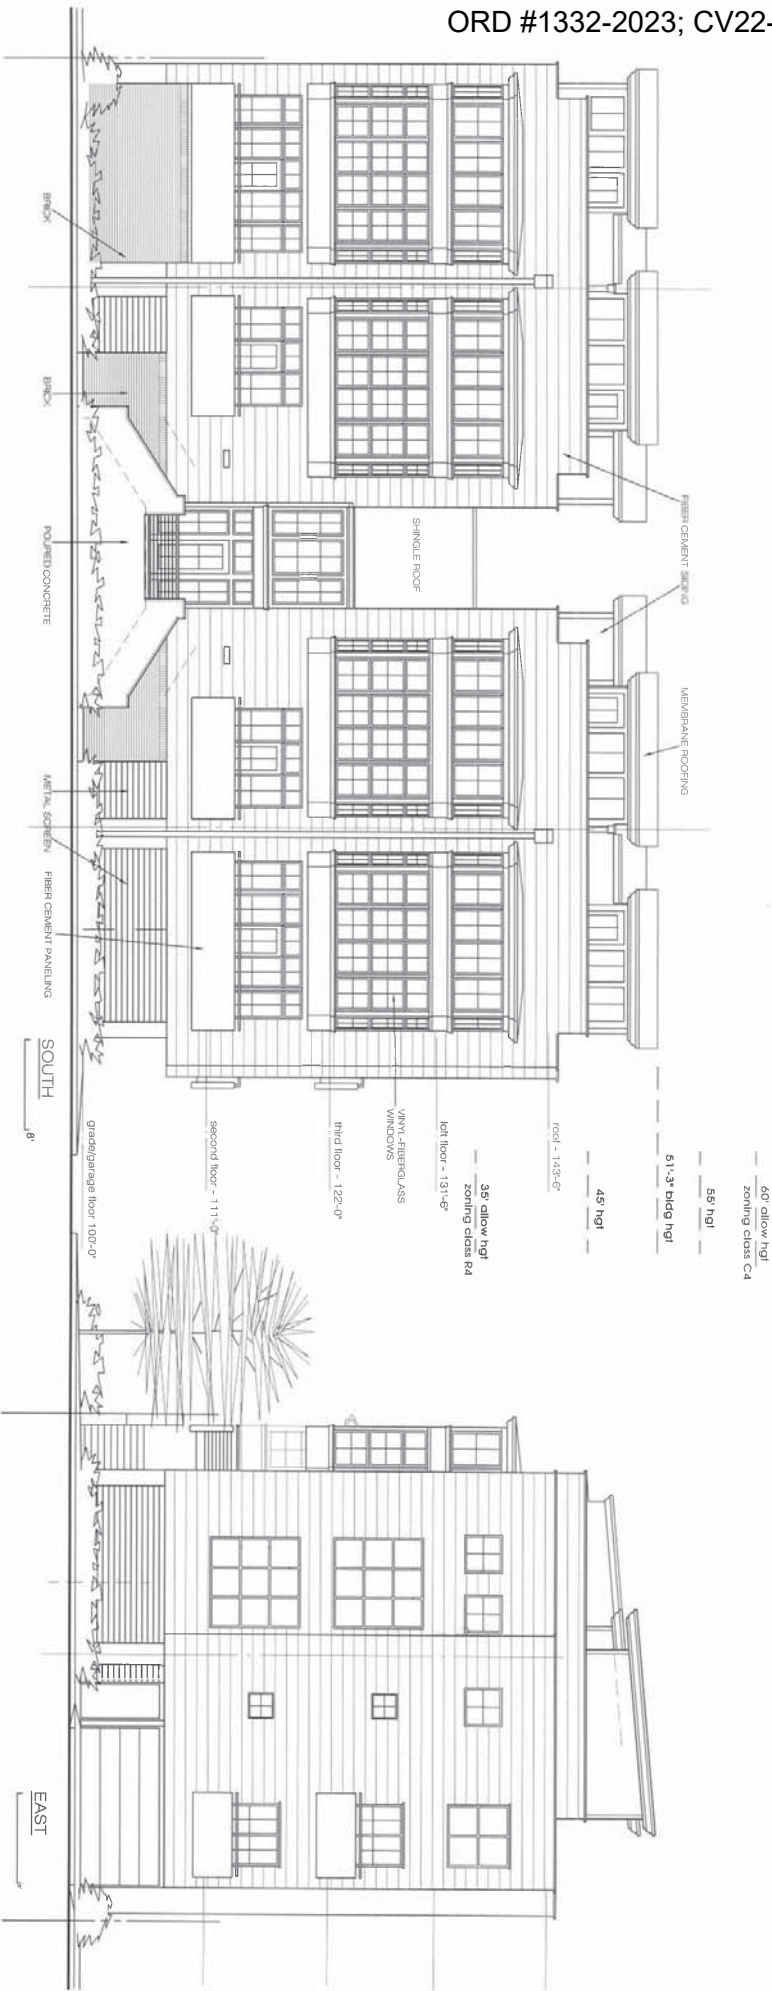 ORD #1332-2023; CV22-
60' allow hgt
zoning class C4
55' hgt
51'-3" bldg hgt
45' hgt
35' allow hgt
zoning class R4
roof - 143'-6"
loft floor - 131'-6"
VINYL-FIBERGLASS
WINDOWS
third floor - 122'-0"
second floor - 111'-0"
grade/garage floor 100'-0"
FIBER CEMENT SIDING
MEMBRANE ROOFING
SHINGLE ROOF
BRICK
BRICK
POURED CONCRETE
METAL SCREEN
FIBER CEMENT PANELING
SOUTH
8'
EAST